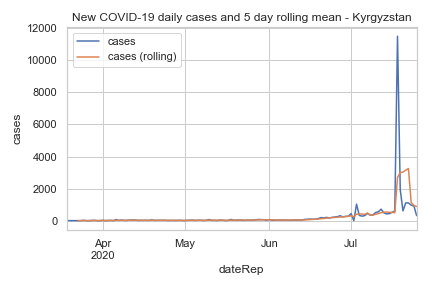 New COVID-19 daily cases and 5 day rolling mean - Kyrgyzstan
12000
10000
8000
6000
4000
2000
0
cases
cases
cases (rolling)
Apr
2020
May
Jun
Jul
dateRep